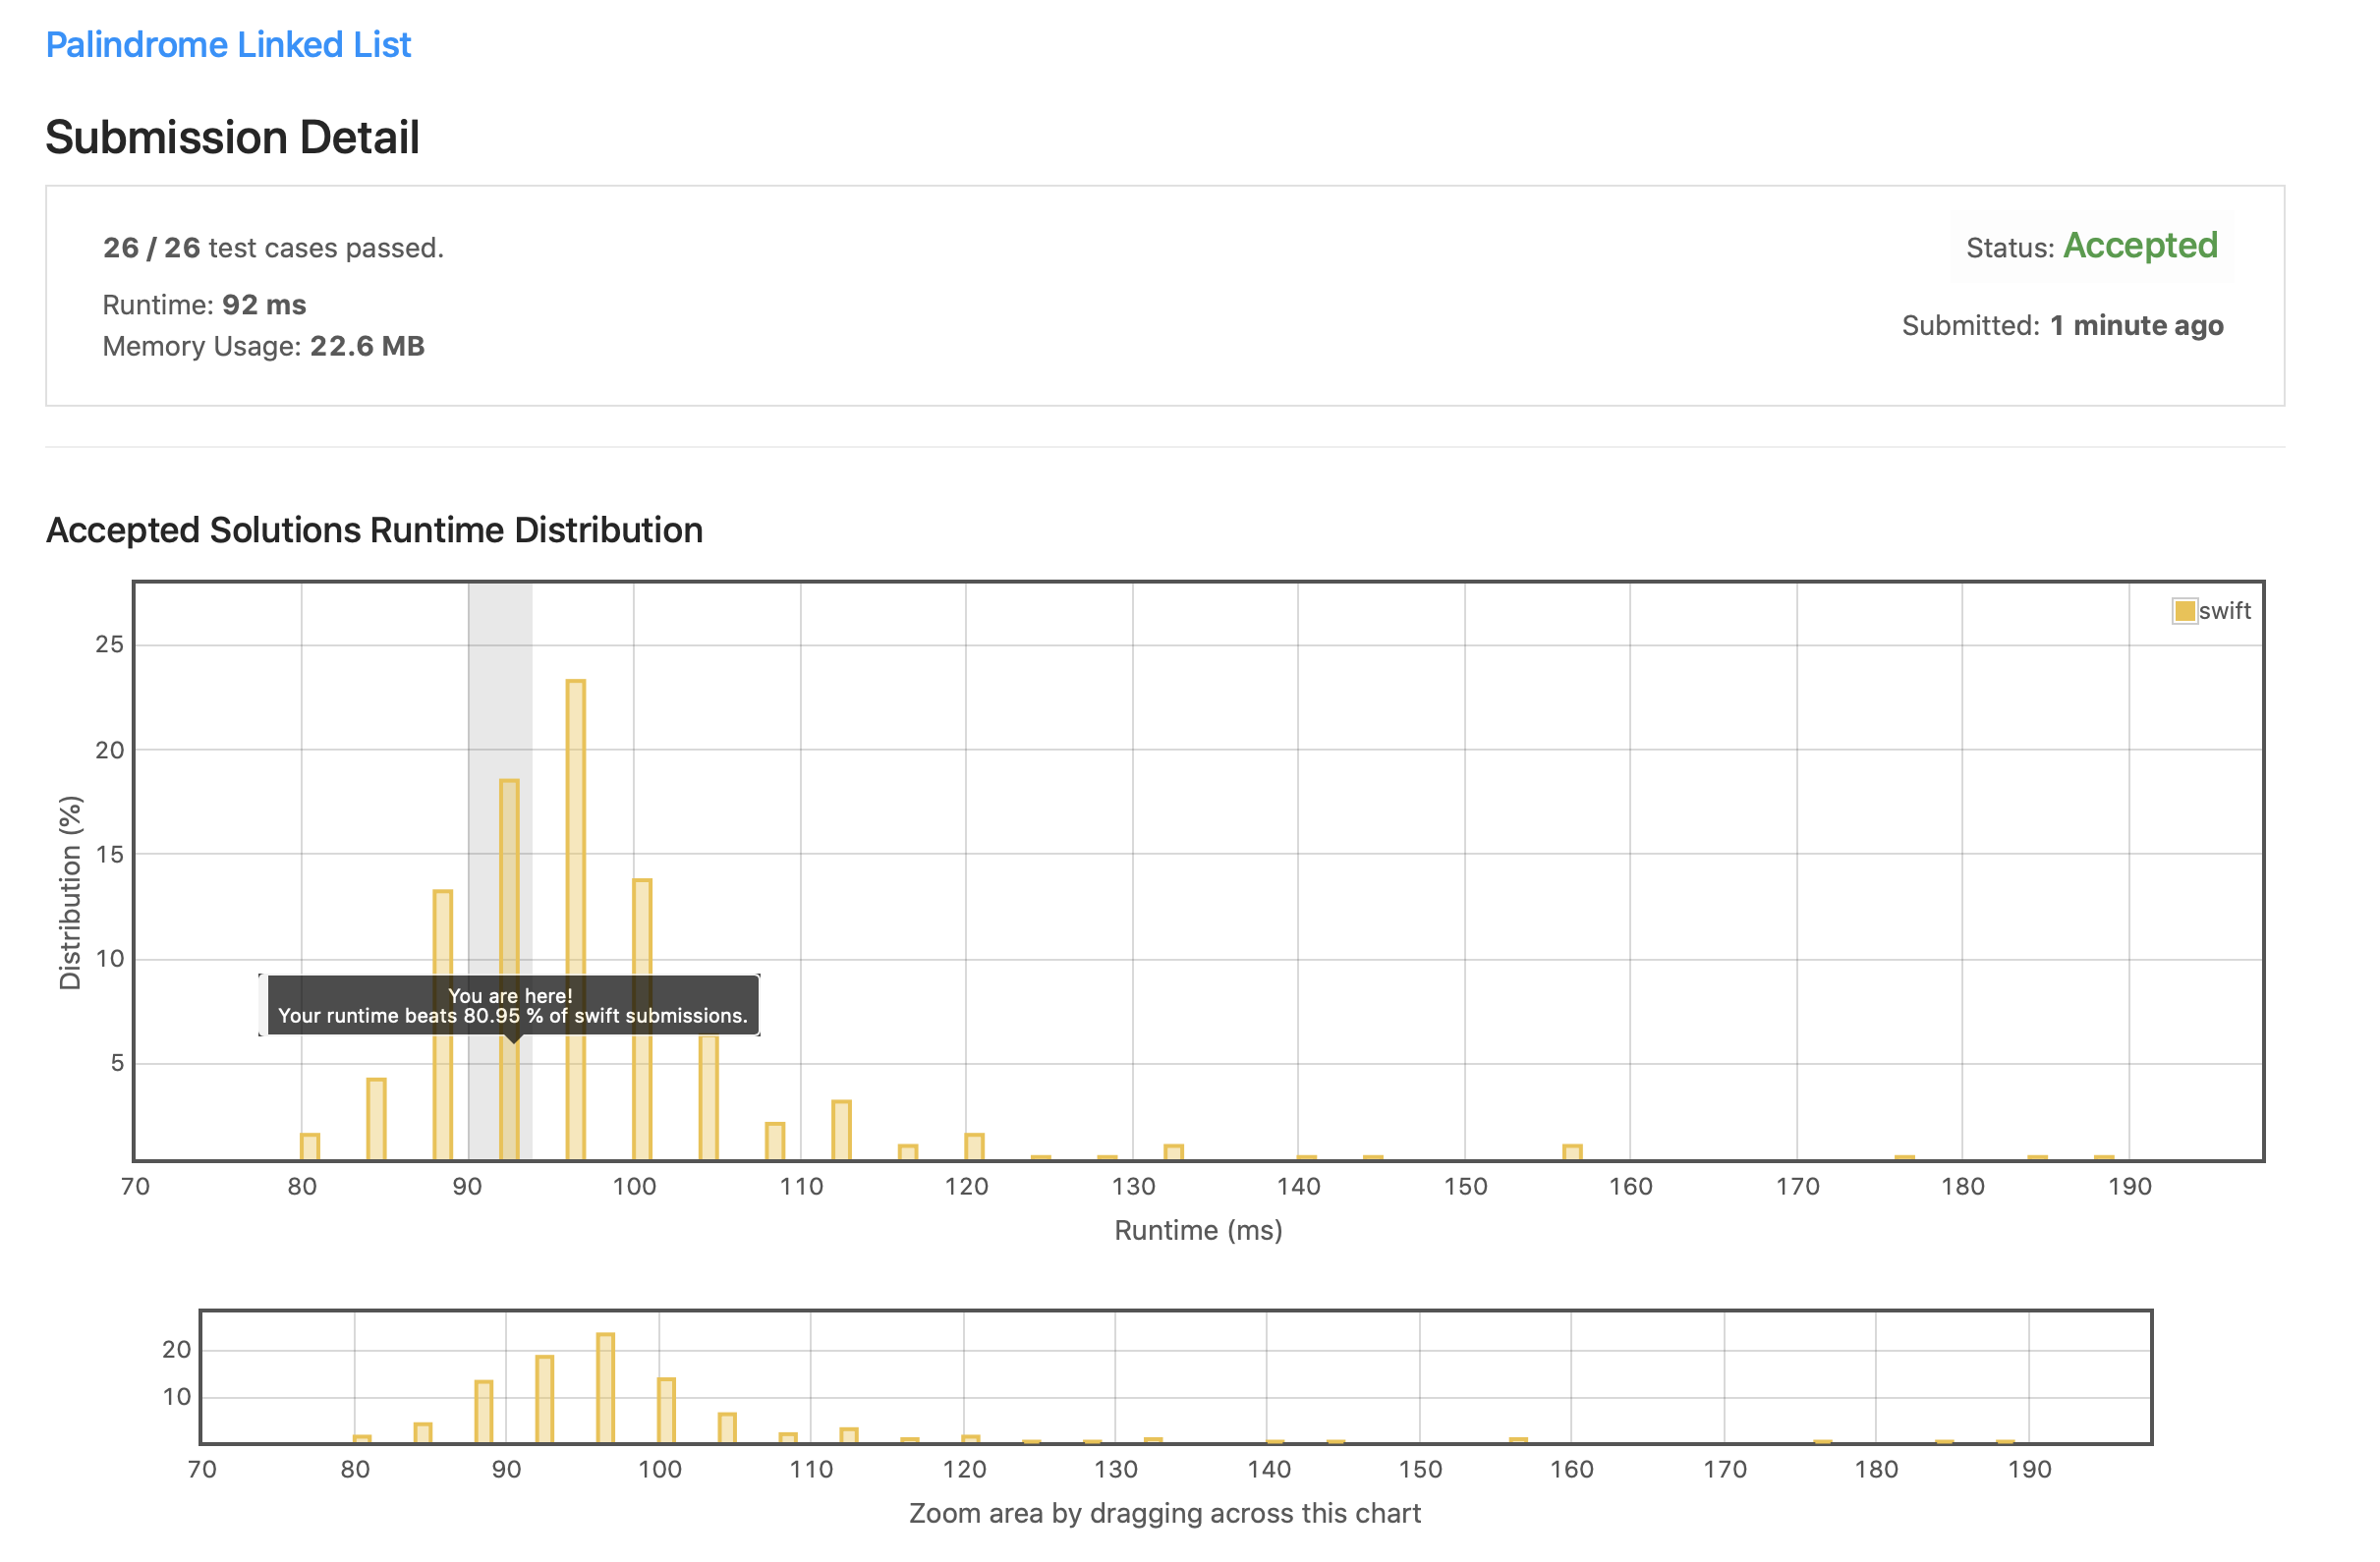 Palindrome Linked List
Submission Detail
26 / 26 test cases passed.
Status: Accepted
Runtime: 92 ms
Submitted: 1 minute ago
Memory Usage: 22.6 MB
Accepted Solutions Runtime Distribution
swift
25
20
15
10
5
Distribution (%)
You are here!
Your runtime beats 80.95 % of swift submissions.
70 80 90 100 110 120 130 140 150 160 170 180 190
Runtime (ms)
20
10
70 80 90 100 110 120 130 140 150 160 170 180 190
Zoom area by dragging across this chart